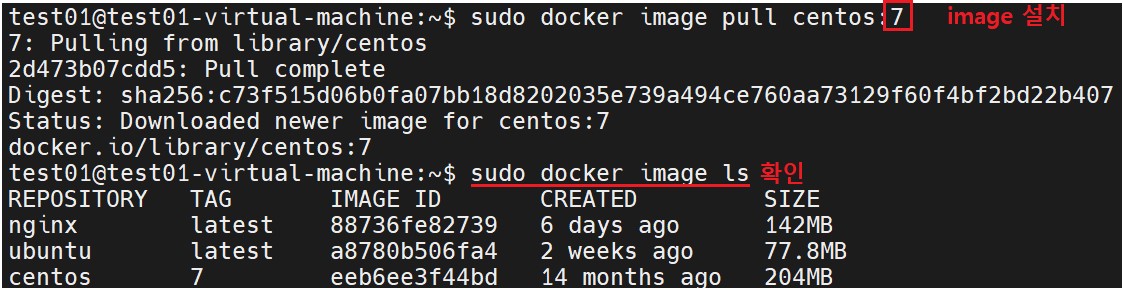 test01@test01-virtual-machine:~$ sudo docker image pull centos:7 image 설치
7: Pulling from library/centos
2d473b07cdd5: Pull complete
Digest: sha256:c73f515d06b0fa07bb18d8202035e739a494ce760aa73129f60f4bf2bd22b407
Status: Downloaded newer image for centos:7
docker.io/library/centos:7
test01@test01-virtual-machine:~$ sudo docker image ls 확인
REPOSITORY TAG IMAGE ID CREATED SIZE
nginx latest 88736fe82739 6 days ago 142MB
ubuntu latest a8780b506fa4 2 weeks ago 77.8MB
centos 7 eeb6ee3f44bd 14 months ago 204MB